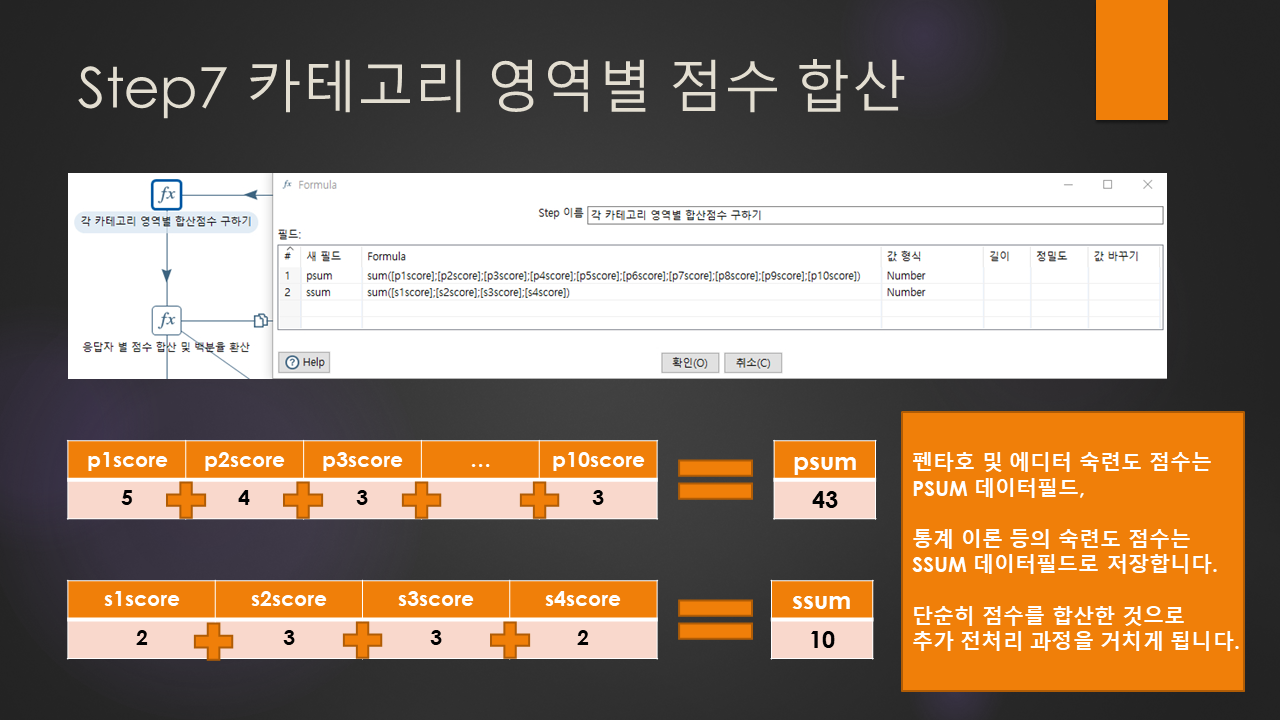 Step7 카테고리 영역별 점수 합산
fx
각 카테고리 영역별 합산점수 구하기
fx
응답자 별 점수 합산 및 백분율 환산
fx Formula
Step 이름 각 카테고리 영역별 합산점수 구하기
필드:
# 새 필드 Formula 값 형식 길이 정밀도 값 바꾸기
1 psum sum([p1score];[p2score];[p3score];[p4score];[p5score];[p6score];[p7score];[p8score];[p9score];[p10score]) Number
2 ssum sum([s1score];[s2score];[s3score];[s4score]) Number
? Help 확인(O) 취소(C)
p1score p2score p3score ... p10score psum
5 4 3 3 43
s1score s2score s3score s4score ssum
2 3 3 2 10
펜타호 및 에디터 숙련도 점수는
PSUM 데이터필드,
통계 이론 등의 숙련도 점수는
SSUM 데이터필드로 저장합니다.
단순히 점수를 합산한 것으로
추가 전처리 과정을 거치게 됩니다.